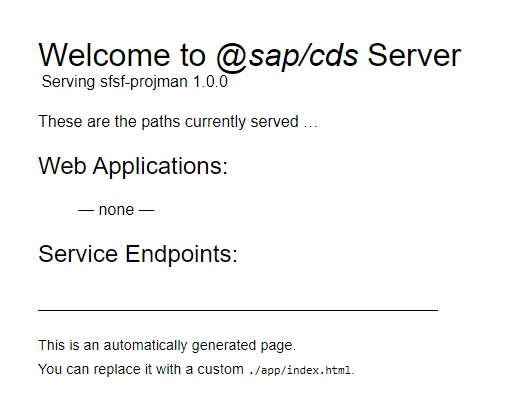 Welcome to @sap/cds Server
Serving sfsf-projman 1.0.0
These are the paths currently served …
Web Applications:
— none —
Service Endpoints:
This is an automatically generated page.
You can replace it with a custom ./app/index.html.